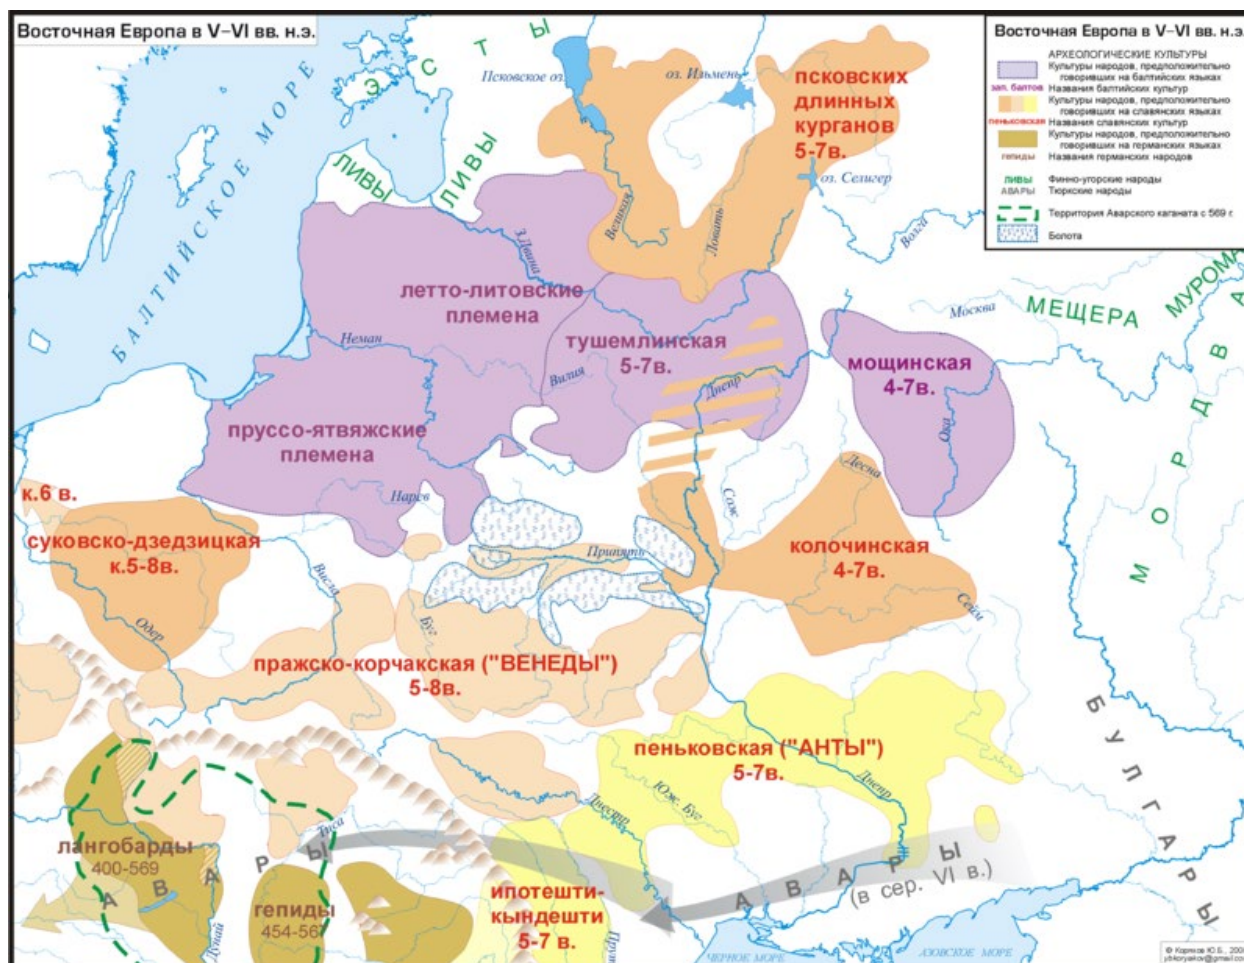 Восточная Европа в V–VI вв. н.э.
Восточная Европа в V–VI вв. н.э.
АРХЕОЛОГИЧЕСКИЕ КУЛЬТУРЫ
Культуры народов, предположительно
говоривших на балтийских языках
зап. балтов
Названия балтийских культур
Культуры народов, предположительно
говоривших на славянских языках
пеньковская
Названия славянских культур
Культуры народов, предположительно
говоривших на германских языках
гепиды
Названия германских народов
ЛИВЫ
Финно-угорские народы
АВАРЫ
Тюркские народы
Территория Аварского каганата с 569 г.
Болота
БАЛТИЙСКОЕ МОРЕ
ЭСТЫ
Псковское оз.
оз. Ильмень
псковских
длинных
курганов
5-7в.
оз. Селигер
ЛИВЫ
ЛИВЫ
Великая
Ловать
Волга
З.Двина
МУРОМА
МЕЩЕРА
МОРДВА
Москва
летто-литовские
племена
Неман
тушемлинская
5-7в.
Вилия
Днепр
мощинская
4-7в.
Ока
пруссо-ятвяжские
племена
Нарев
Десна
Сож
к.6 в.
суковско-дзедзицкая
к.5-8в.
Висла
Припять
колочинская
4-7в.
Сейм
Одер
Буг
пражско-корчакская ("ВЕНЕДЫ")
5-8в.
БУЛГАРЫ
пеньковская ("АНТЫ")
5-7в.
Днепр
Юж. Буг
Днестр
Тиса
лангобарды
400-569
АВАРЫ
гепиды
454-567
Дунай
ипотешти-
кындешти
5-7 в.
Прут
АВАРЫ
(в сер. VI в.)
ЧЕРНОЕ МОРЕ
АЗОВСКОЕ МОРЕ
© Коряков Ю.Б.,
ybkoryakov@gmail.com